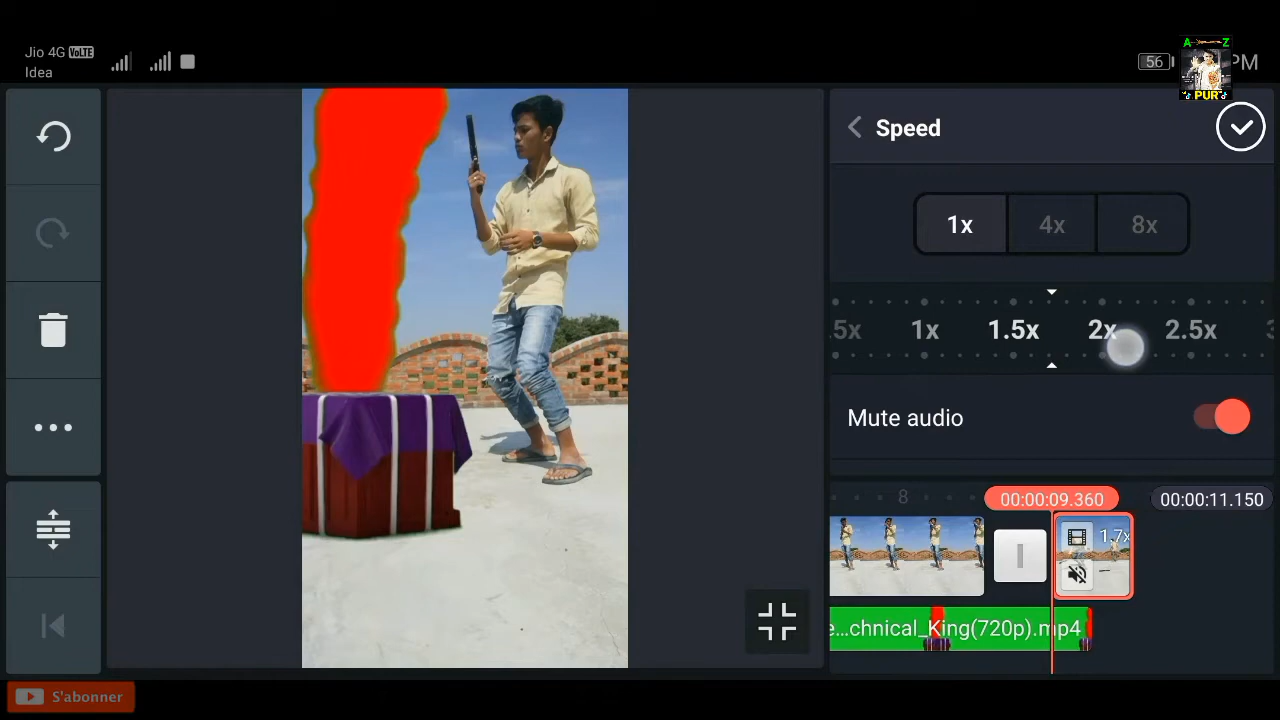 Jio 4G VoLTE
Idea
56
PM
A Z
PUR
Speed
1x 4x 8x
.5x 1x 1.5x 2x 2.5x
Mute audio
8
00:00:09.360
00:00:11.150
1.7x
e...chnical_King(720p).mp4
S'abonner